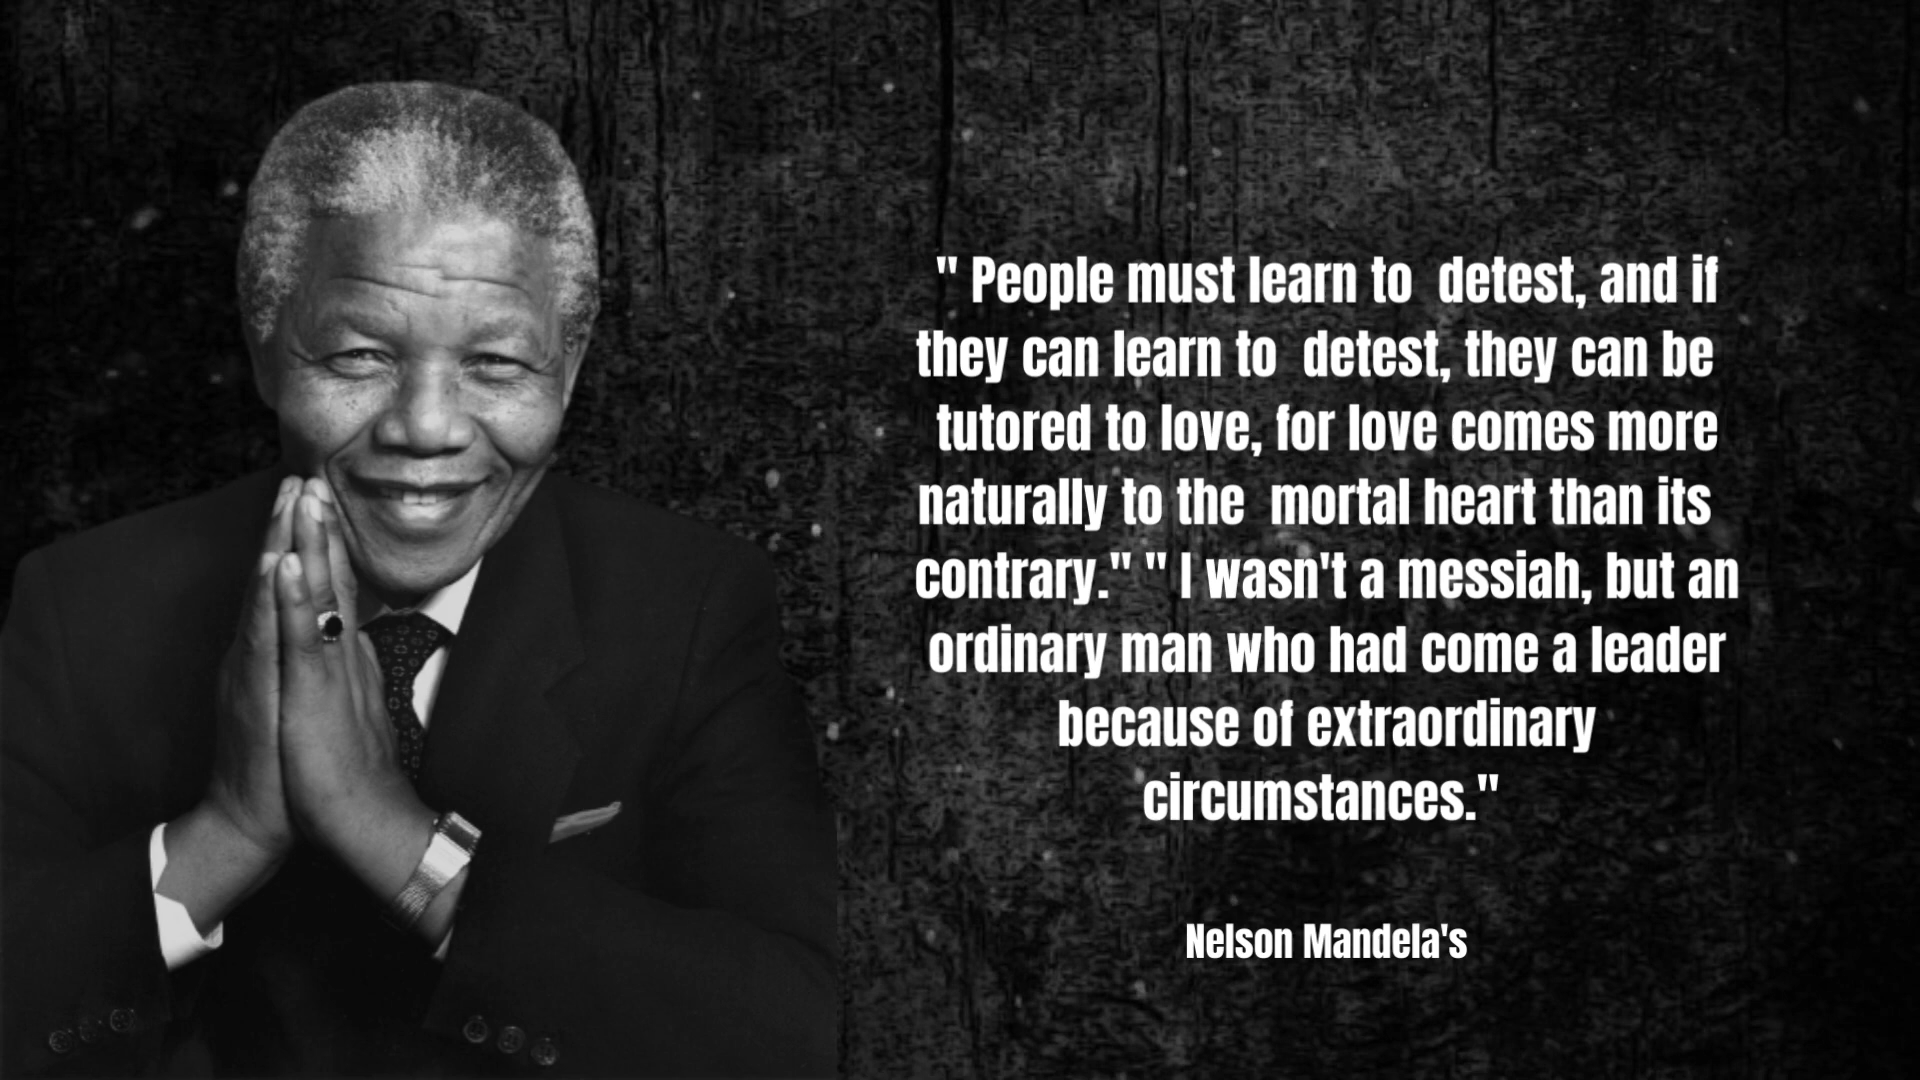 " People must learn to  detest, and if
they can learn to  detest, they can be
tutored to love, for love comes more
naturally to the  mortal heart than its
contrary." " I wasn't a messiah, but an
ordinary man who had come a leader
because of extraordinary
circumstances."
Nelson Mandela's